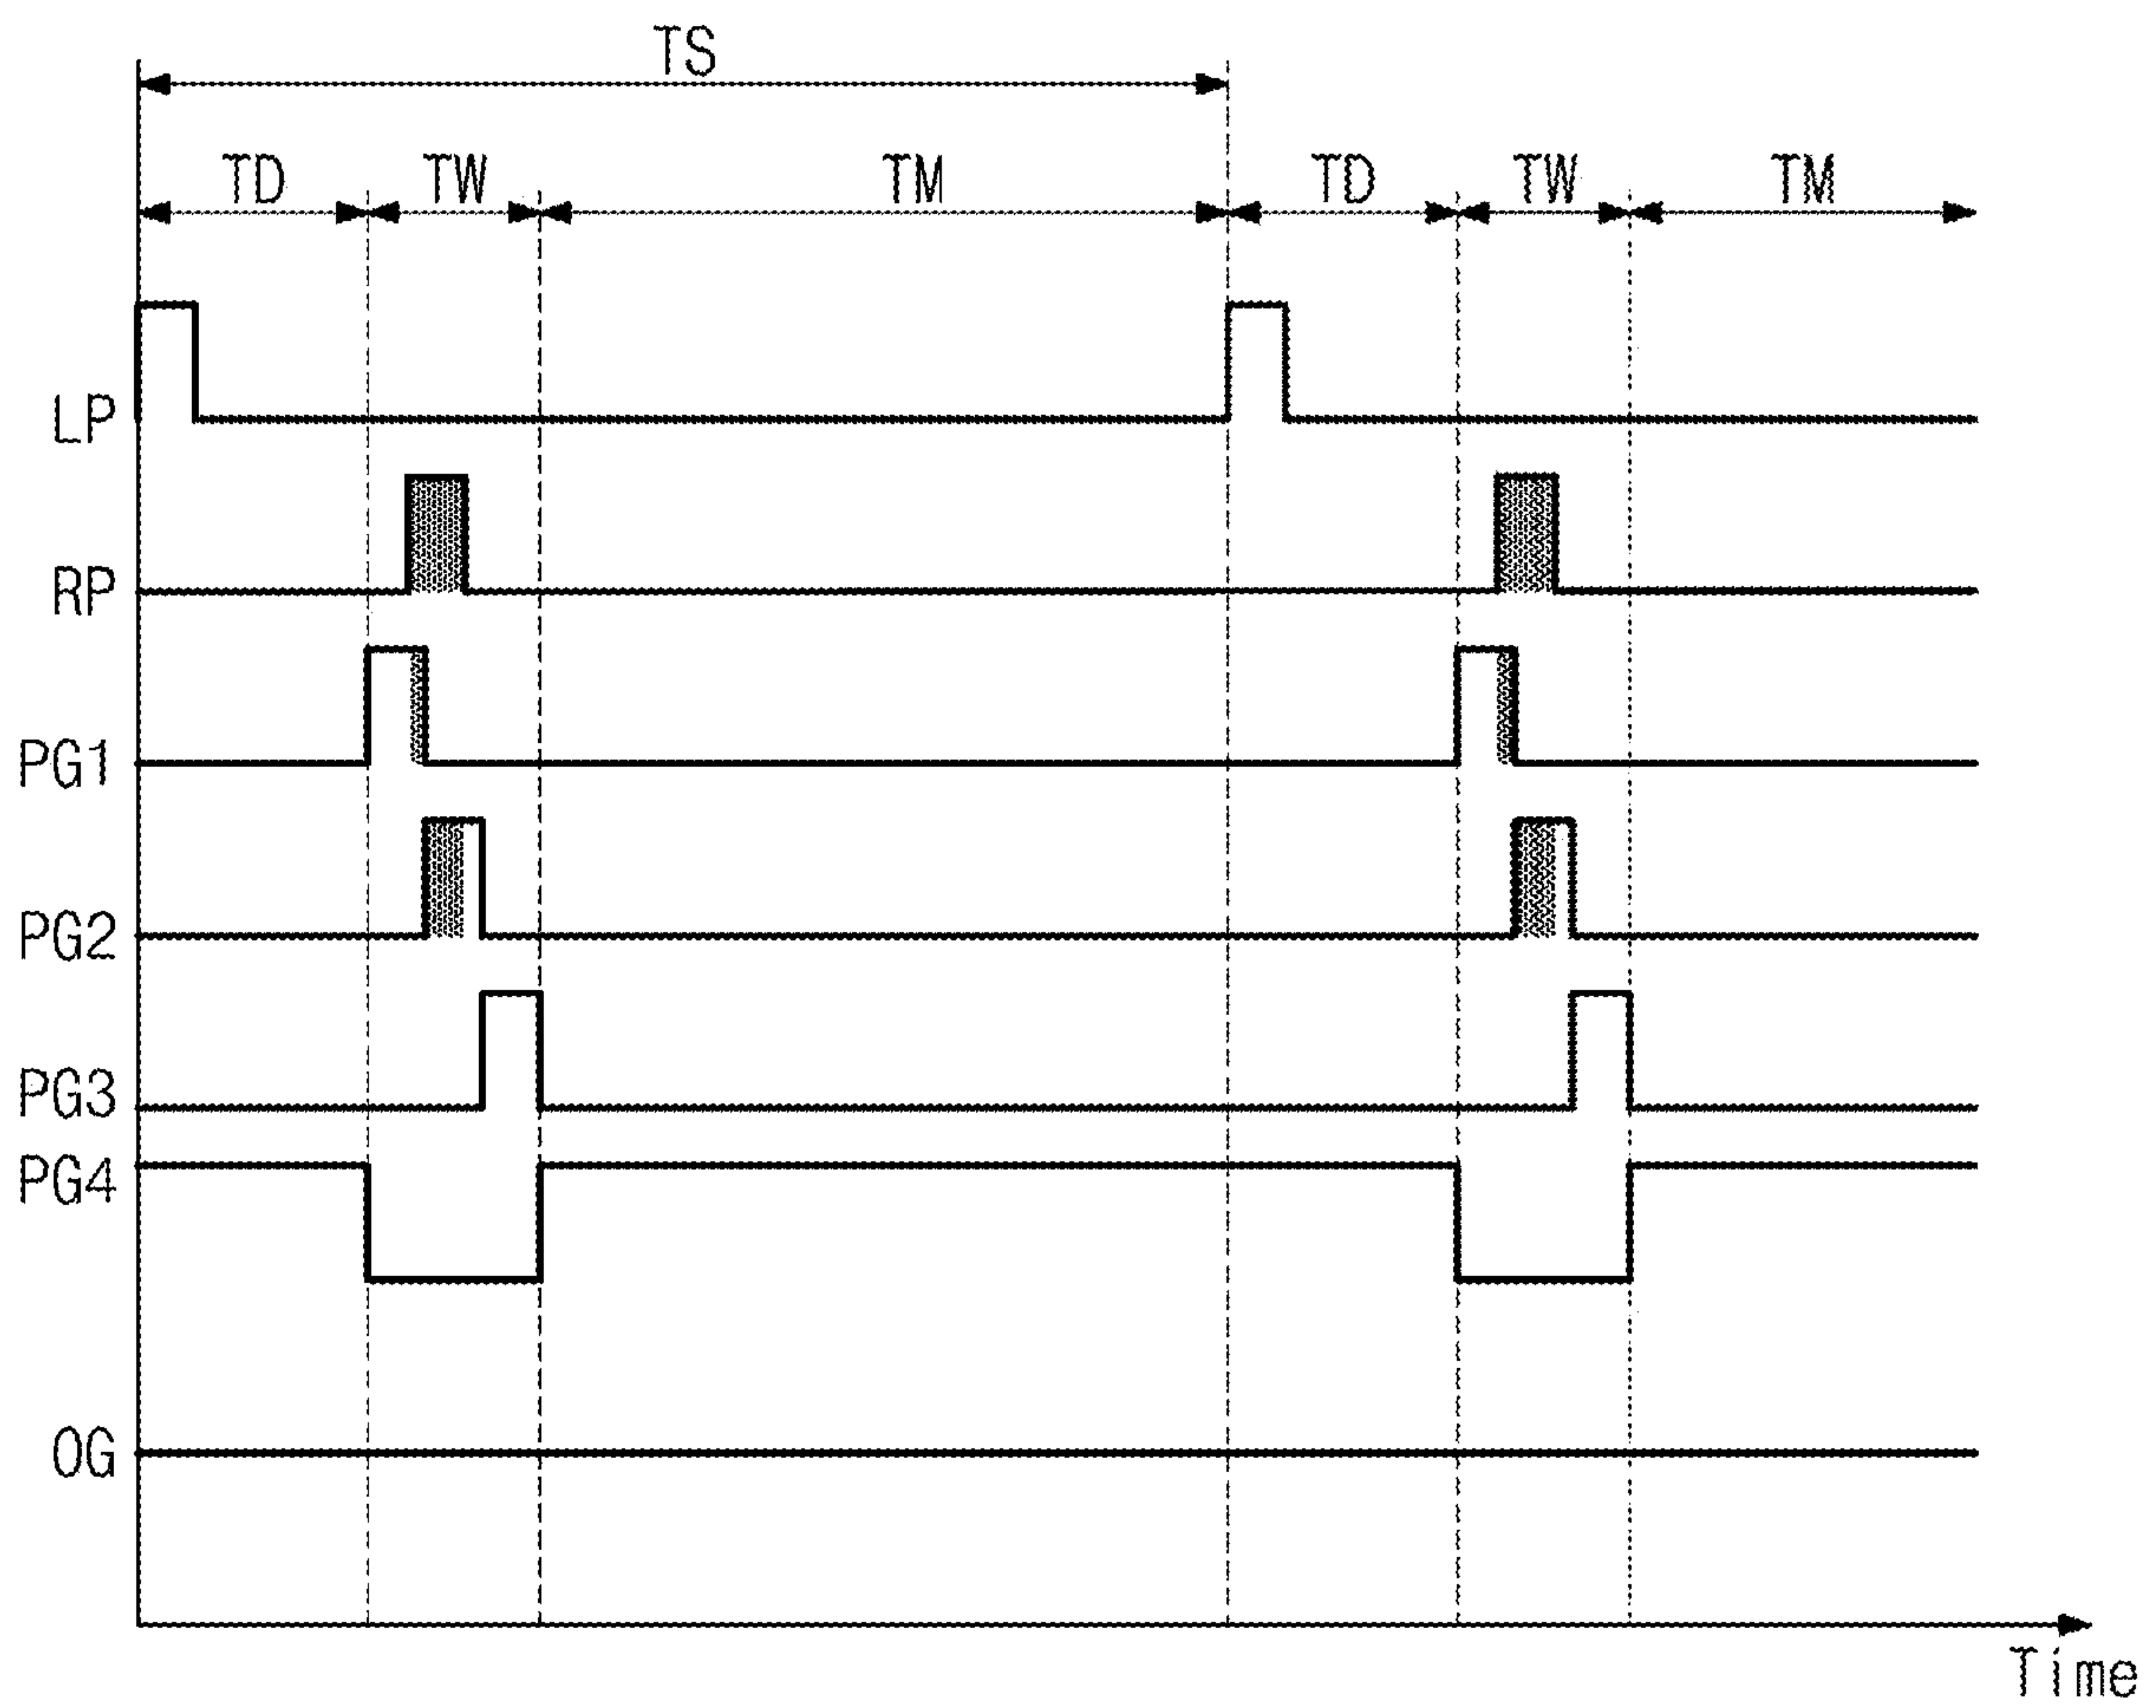 TS
TD TW TM TD TW TM
LP
RP
PG1
PG2
PG3
PG4
OG
Time